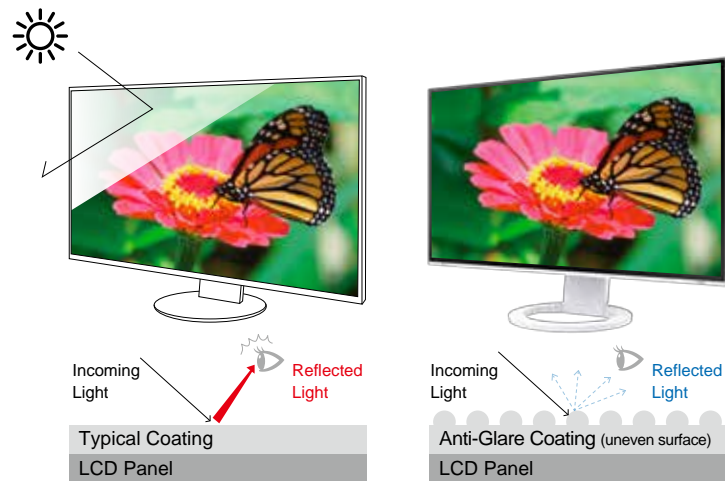 Incoming
Light
Reflected
Light
Typical Coating
LCD Panel
Incoming
Light
Reflected
Light
Anti-Glare Coating (uneven surface)
LCD Panel